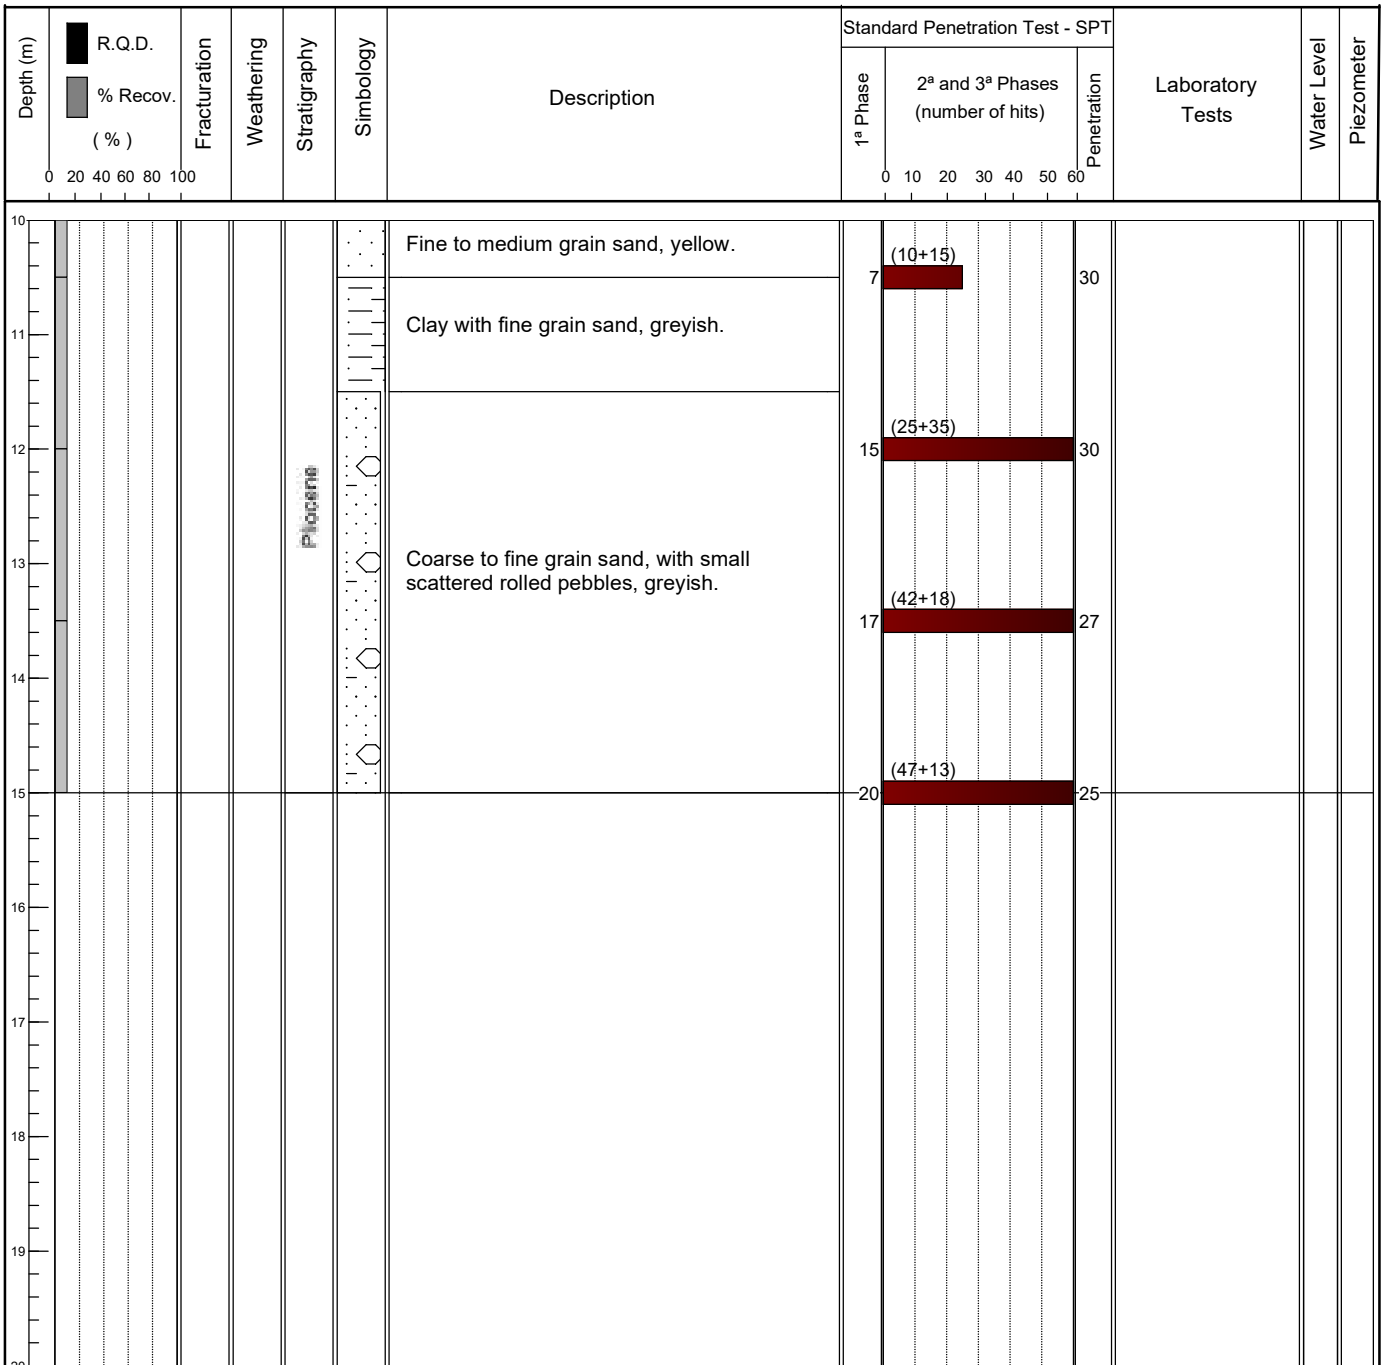 Depth (m)
R.Q.D.
% Recov.
( % )
0 20 40 60 80 100
Fracturation
Weathering
Stratigraphy
Simbology
Description
Standard Penetration Test - SPT
1ª Phase
2ª and 3ª Phases
(number of hits)
0 10 20 30 40 50 60
Penetration
Laboratory
Tests
Water Level
Piezometer
10
Fine to medium grain sand, yellow.
(10+15)
7 30
Clay with fine grain sand, greyish.
11
(25+35)
12 15 30
Pliocene
13
Coarse to fine grain sand, with small
scattered rolled pebbles, greyish.
(42+18)
17 27
14
(47+13)
15 20 25
16
17
18
19
20